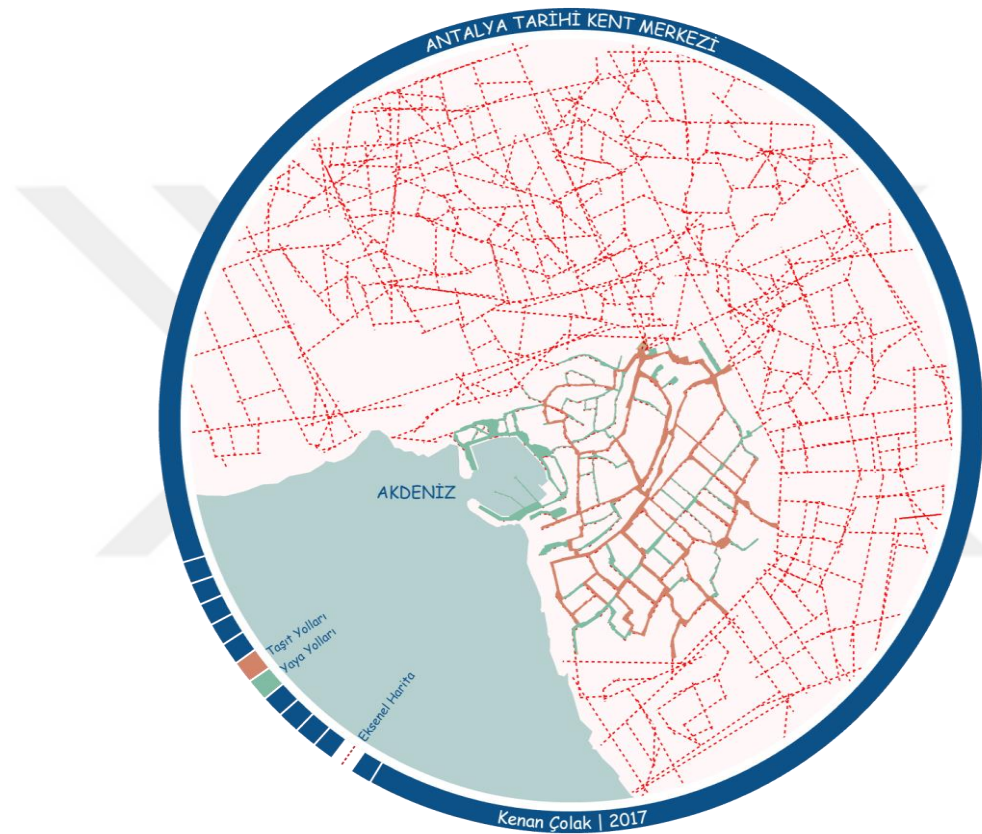 ANTALYA TARİHİ KENT MERKEZİ
AKDENİZ
Taşıt Yolları
Yaya Yolları
Eksenel Harita
Kenan Çolak | 2017